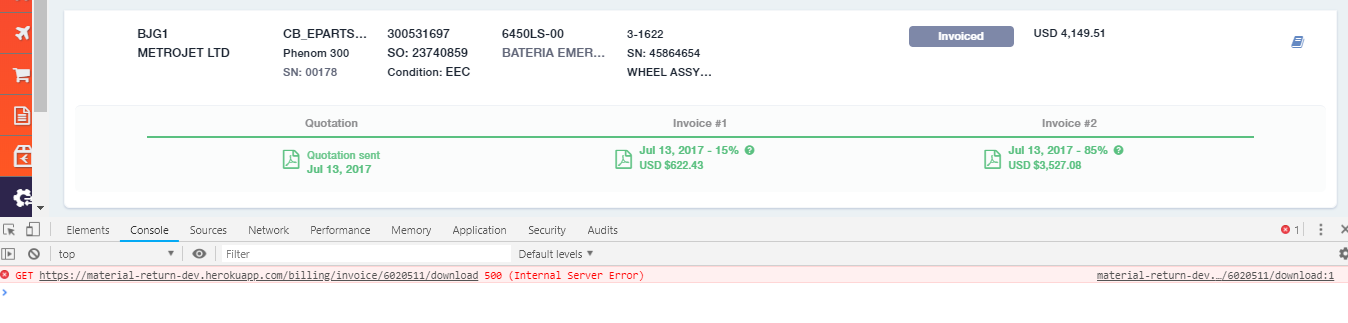 BJG1
METROJET LTD
CB_EPARTS...
Phenom 300
SN: 00178
300531697
SO: 23740859
Condition: EEC
6450LS-00
BATERIA EMER...
3-1622
SN: 45864654
WHEEL ASSY...
Invoiced
USD 4,149.51
Quotation
Invoice #1
Invoice #2
Quotation sent
Jul 13, 2017
Jul 13, 2017 - 15%
USD $622.43
Jul 13, 2017 - 85%
USD $3,527.08
Elements Console Sources Network Performance Memory Application Security Audits 1
top Filter Default levels
GET https://material-return-dev.herokuapp.com/billing/invoice/6020511/download 500 (Internal Server Error) material-return-dev.…/6020511/download:1